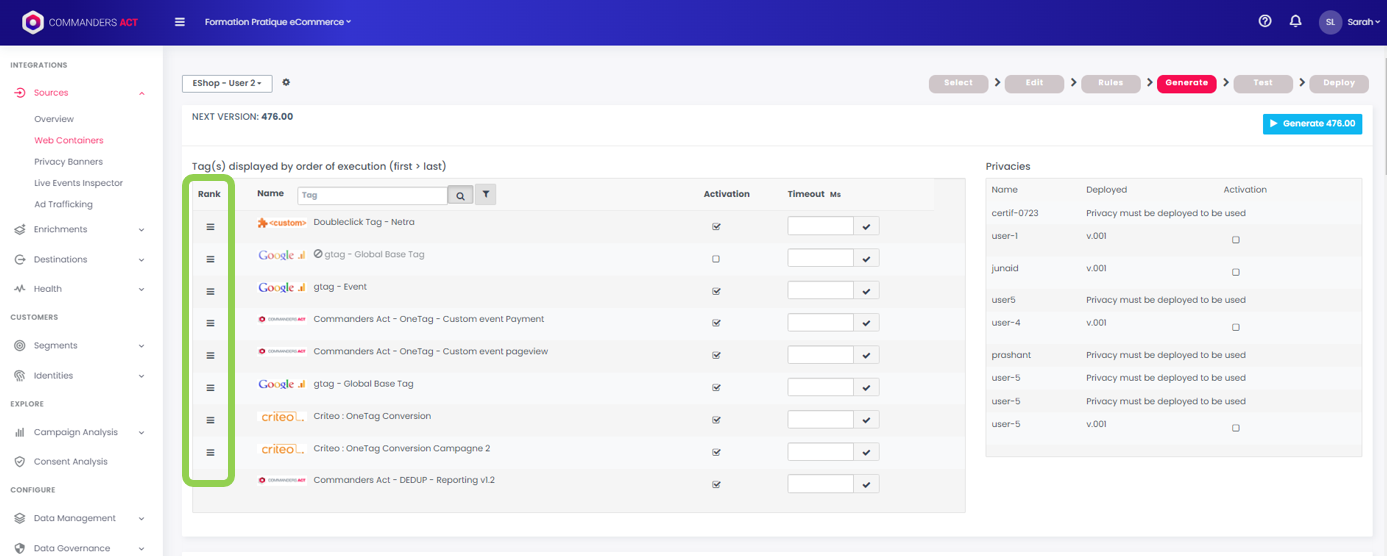 COMMANDERS ACT
Formation Pratique eCommerce
SL
Sarah
INTEGRATIONS
Sources
Overview
Web Containers
Privacy Banners
Live Events Inspector
Ad Trafficking
Enrichments
Destinations
Health
CUSTOMERS
Segments
Identities
EXPLORE
Campaign Analysis
Consent Analysis
CONFIGURE
Data Management
Data Governance
EShop - User 2
Select
Edit
Rules
Generate
Test
Deploy
NEXT VERSION: 476.00
Generate 476.00
Tag(s) displayed by order of execution (first > last)
Rank Name Tag Activation Timeout Ms
<custom> Doubleclick Tag - Netra
Google gtag - Global Base Tag
Google gtag - Event
COMMANDERS ACT Commanders Act - OneTag - Custom event Payment
COMMANDERS ACT Commanders Act - OneTag - Custom event pageview
Google gtag - Global Base Tag
criteo Criteo : OneTag Conversion
criteo Criteo : OneTag Conversion Campagne 2
COMMANDERS ACT Commanders Act - DEDUP - Reporting v1.2
Privacies
Name Deployed Activation
certif-0723 Privacy must be deployed to be used
user-1 v.001
junaid v.001
user5 Privacy must be deployed to be used
user-4 v.001
prashant Privacy must be deployed to be used
user-5 Privacy must be deployed to be used
user-5 Privacy must be deployed to be used
user-5 v.001